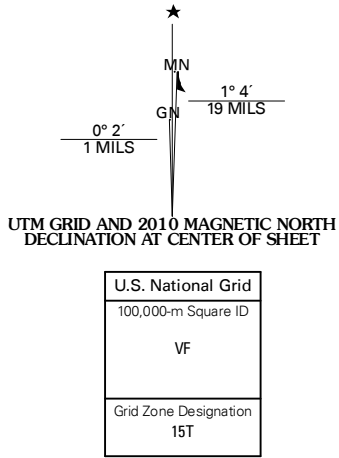 ★
MN
GN
1° 4´
19 MILS
0° 2´
1 MILS
UTM GRID AND 2010 MAGNETIC NORTH
DECLINATION AT CENTER OF SHEET
U.S. National Grid
100,000-m Square ID
VF
Grid Zone Designation
15T